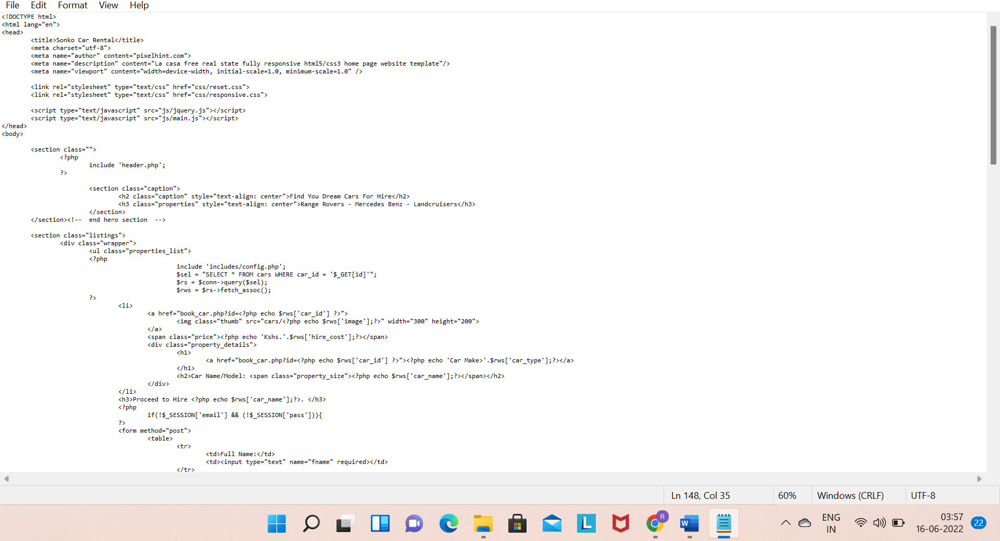 File Edit Format View Help
<!DOCTYPE html>
<html lang="en">
<head>
<title>Sonko Car Rental</title>
<meta charset="utf-8">
<meta name="author" content="pixelhint.com">
<meta name="description" content="La casa free real state fully responsive html5/css3 home page website template"/>
<meta name="viewport" content="width=device-width, initial-scale=1.0, minimum-scale=1.0" />
<link rel="stylesheet" type="text/css" href="css/reset.css">
<link rel="stylesheet" type="text/css" href="css/responsive.css">
<script type="text/javascript" src="js/jquery.js"></script>
<script type="text/javascript" src="js/main.js"></script>
</head>
<body>
<section class="">
<?php
include 'header.php';
?>
<section class="caption">
<h2 class="caption" style="text-align: center">Find You Dream Cars For Hire</h2>
<h3 class="properties" style="text-align: center">Range Rovers - Mercedes Benz - Landcruisers</h3>
</section>
</section><!--  end hero section  -->
<section class="listings">
<div class="wrapper">
<ul class="properties_list">
<?php
include 'includes/config.php';
$sel = "SELECT * FROM cars WHERE car_id = '$_GET[id]'";
$rs = $conn->query($sel);
$rws = $rs->fetch_assoc();
?>
<li>
<a href="book_car.php?id=<?php echo $rws['car_id'] ?>">
<img class="thumb" src="cars/<?php echo $rws['image'];?>" width="300" height="200">
</a>
<span class="price"><?php echo 'Kshs.'.$rws['hire_cost'];?></span>
<div class="property_details">
<h1>
<a href="book_car.php?id=<?php echo $rws['car_id'] ?>"><?php echo 'Car Make>'.$rws['car_type'];?></a>
</h1>
<h2>Car Name/Model: <span class="property_size"><?php echo $rws['car_name'];?></span></h2>
</div>
</li>
<h3>Proceed to Hire <?php echo $rws['car_name'];?>. </h3>
<?php
if(!$_SESSION['email'] && (!$_SESSION['pass'])){
?>
<form method="post">
<table>
<tr>
<td>Full Name:</td>
<td><input type="text" name="fname" required></td>
</tr>
Ln 148, Col 35 60% Windows (CRLF) UTF-8
L W R
ENG
IN
03:57
16-06-2022
22